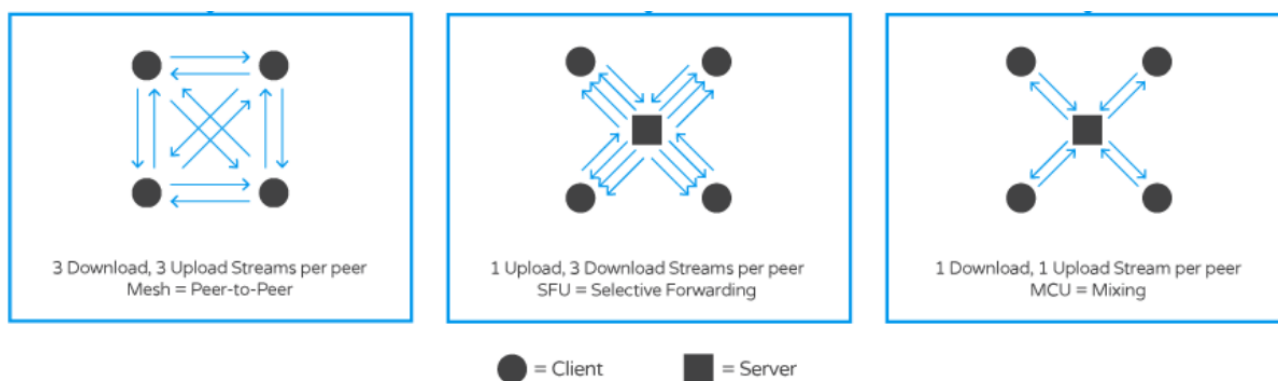 3 Download, 3 Upload Streams per peer
Mesh = Peer-to-Peer
1 Upload, 3 Download Streams per peer
SFU = Selective Forwarding
1 Download, 1 Upload Stream per peer
MCU = Mixing
= Client
= Server